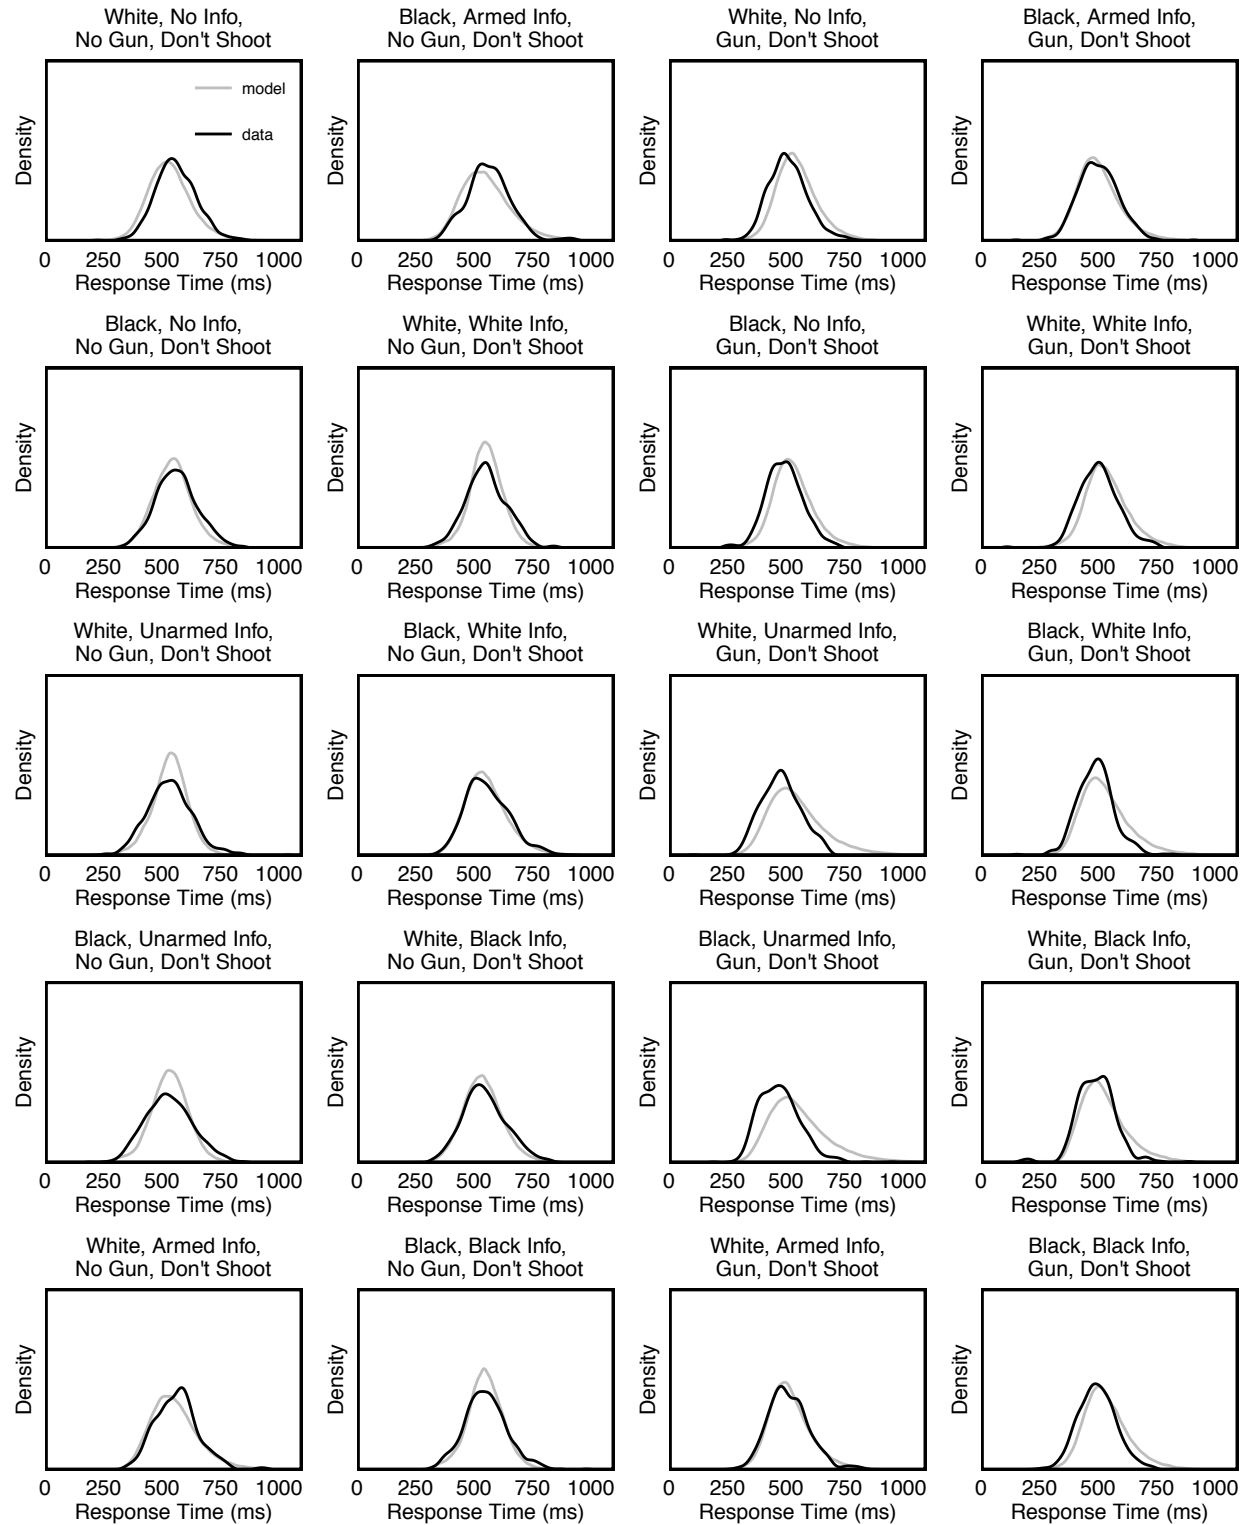 White, No Info,
No Gun, Don't Shoot
Density
model
data
0 250 500 750 1000
Response Time (ms)
Black, Armed Info,
No Gun, Don't Shoot
Density
0 250 500 750 1000
Response Time (ms)
White, No Info,
Gun, Don't Shoot
Density
0 250 500 750 1000
Response Time (ms)
Black, Armed Info,
Gun, Don't Shoot
Density
0 250 500 750 1000
Response Time (ms)
Black, No Info,
No Gun, Don't Shoot
Density
0 250 500 750 1000
Response Time (ms)
White, White Info,
No Gun, Don't Shoot
Density
0 250 500 750 1000
Response Time (ms)
Black, No Info,
Gun, Don't Shoot
Density
0 250 500 750 1000
Response Time (ms)
White, White Info,
Gun, Don't Shoot
Density
0 250 500 750 1000
Response Time (ms)
White, Unarmed Info,
No Gun, Don't Shoot
Density
0 250 500 750 1000
Response Time (ms)
Black, White Info,
No Gun, Don't Shoot
Density
0 250 500 750 1000
Response Time (ms)
White, Unarmed Info,
Gun, Don't Shoot
Density
0 250 500 750 1000
Response Time (ms)
Black, White Info,
Gun, Don't Shoot
Density
0 250 500 750 1000
Response Time (ms)
Black, Unarmed Info,
No Gun, Don't Shoot
Density
0 250 500 750 1000
Response Time (ms)
White, Black Info,
No Gun, Don't Shoot
Density
0 250 500 750 1000
Response Time (ms)
Black, Unarmed Info,
Gun, Don't Shoot
Density
0 250 500 750 1000
Response Time (ms)
White, Black Info,
Gun, Don't Shoot
Density
0 250 500 750 1000
Response Time (ms)
White, Armed Info,
No Gun, Don't Shoot
Density
0 250 500 750 1000
Response Time (ms)
Black, Black Info,
No Gun, Don't Shoot
Density
0 250 500 750 1000
Response Time (ms)
White, Armed Info,
Gun, Don't Shoot
Density
0 250 500 750 1000
Response Time (ms)
Black, Black Info,
Gun, Don't Shoot
Density
0 250 500 750 1000
Response Time (ms)